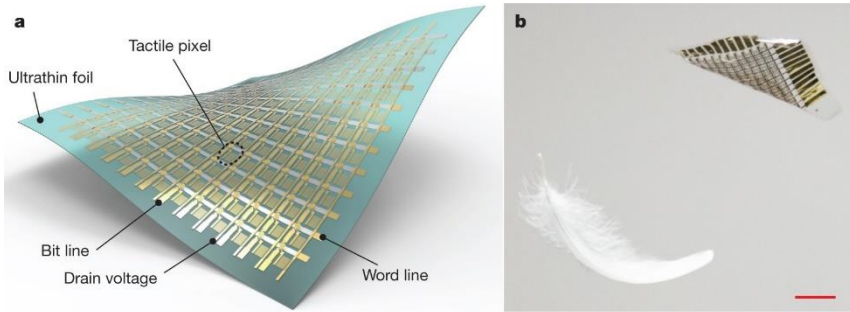 a
Tactile pixel
Ultrathin foil
Bit line
Drain voltage
Word line
b